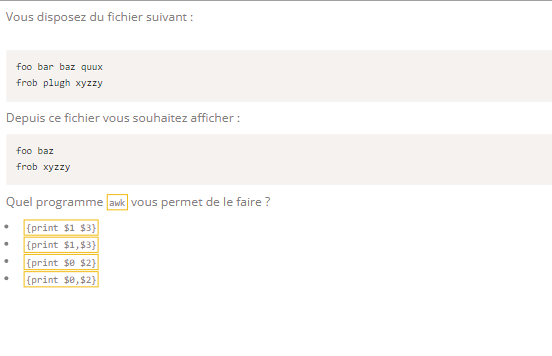 Vous disposez du fichier suivant :
foo bar baz quux
frob plugh xyzzy
Depuis ce fichier vous souhaitez afficher :
foo baz
frob xyzzy
Quel programme awk vous permet de le faire ?
• {print $1 $3}
• {print $1,$3}
• {print $0 $2}
• {print $0,$2}